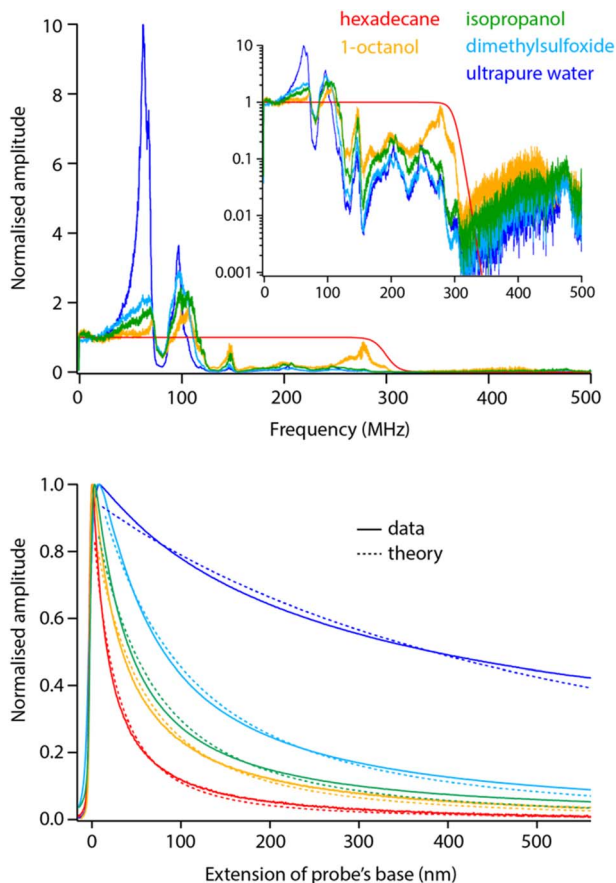 hexadecane isopropanol
1-octanol dimethylsulfoxide
ultrapure water
Normalised amplitude
10
8
6
4
2
0
0 100 200 300 400 500
Frequency (MHz)
10
1
0.1
0.01
0.001
0 100 200 300 400 500
Normalised amplitude
1.0
0.8
0.6
0.4
0.2
0.0
data
theory
0 100 200 300 400 500
Extension of probe's base (nm)